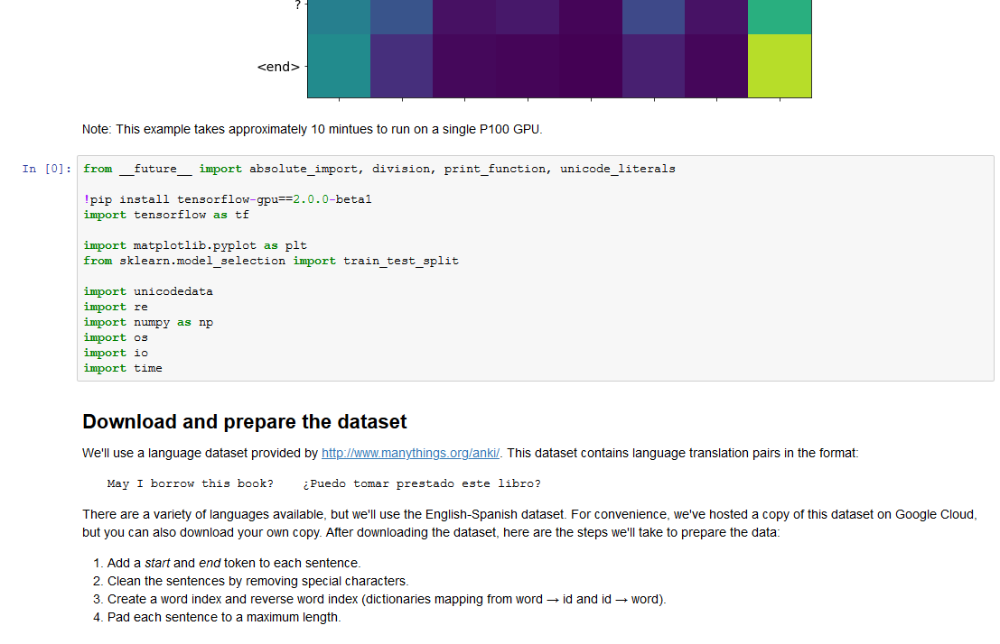 ?
<end>
Note: This example takes approximately 10 mintues to run on a single P100 GPU.
In [0]:
from __future__ import absolute_import, division, print_function, unicode_literals
!pip install tensorflow-gpu==2.0.0-beta1
import tensorflow as tf
import matplotlib.pyplot as plt
from sklearn.model_selection import train_test_split
import unicodedata
import re
import numpy as np
import os
import io
import time
Download and prepare the dataset
We'll use a language dataset provided by http://www.manythings.org/anki/. This dataset contains language translation pairs in the format:
May I borrow this book?    ¿Puedo tomar prestado este libro?
There are a variety of languages available, but we'll use the English-Spanish dataset. For convenience, we've hosted a copy of this dataset on Google Cloud,
but you can also download your own copy. After downloading the dataset, here are the steps we'll take to prepare the data:
1. Add a start and end token to each sentence.
2. Clean the sentences by removing special characters.
3. Create a word index and reverse word index (dictionaries mapping from word → id and id → word).
4. Pad each sentence to a maximum length.